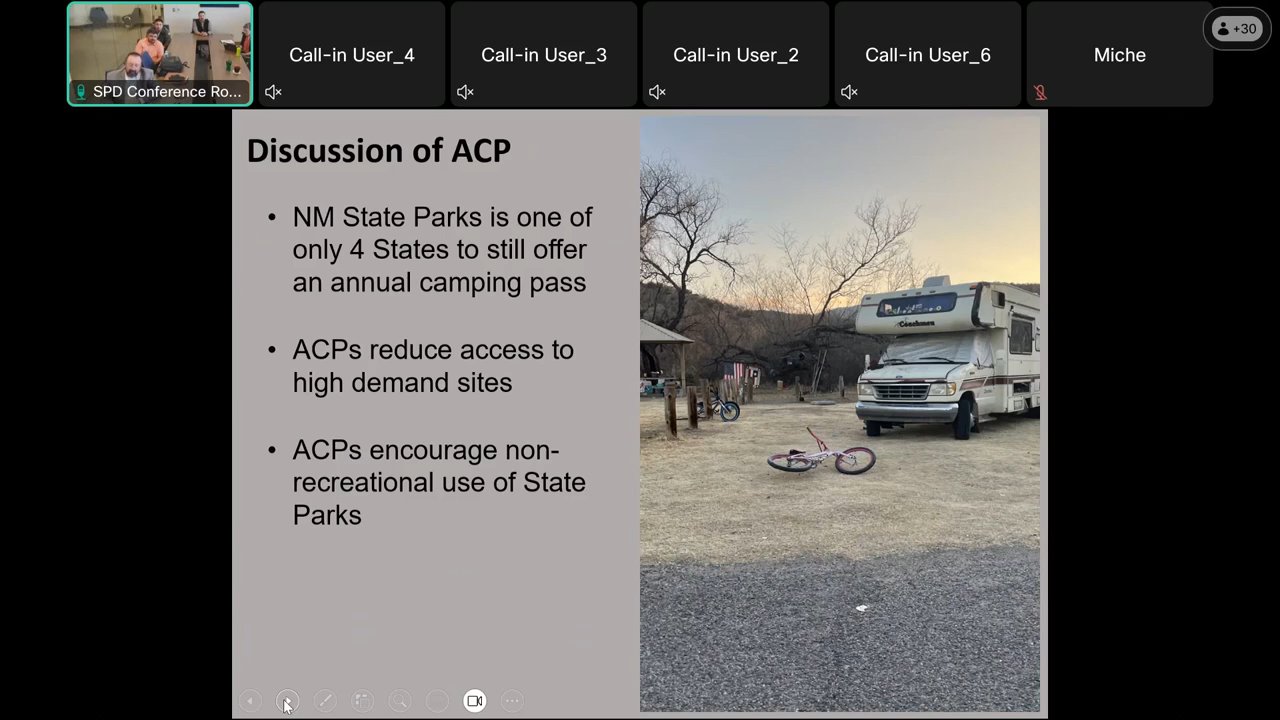 SPD Conference Ro...
Call-in User_4
Call-in User_3
Call-in User_2
Call-in User_6
Miche
+30
Discussion of ACP
• NM State Parks is one of
only 4 States to still offer
an annual camping pass
• ACPs reduce access to
high demand sites
• ACPs encourage non-
recreational use of State
Parks
Coachmen